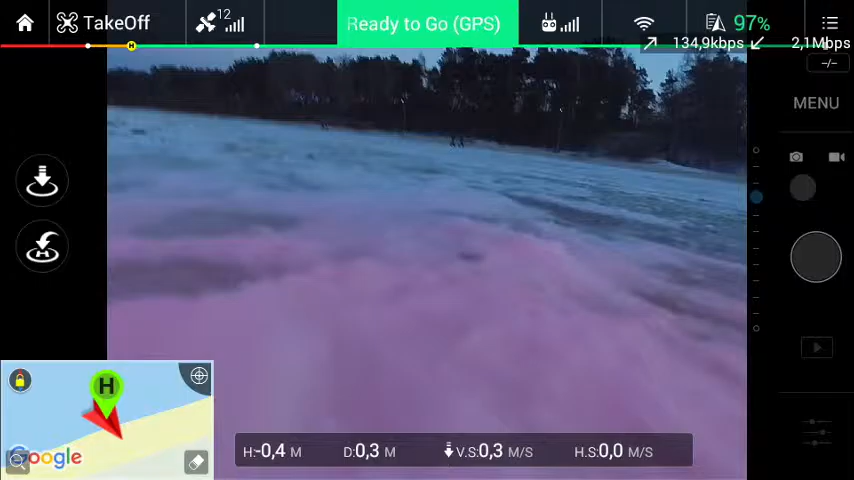 TakeOff
12
Ready to Go (GPS)
97%
134,9kbps
2,1Mbps
-/-
MENU
H
H
H
Google
H:-0,4 M
D:0,3 M
V.S:0,3 M/S
H.S:0,0 M/S